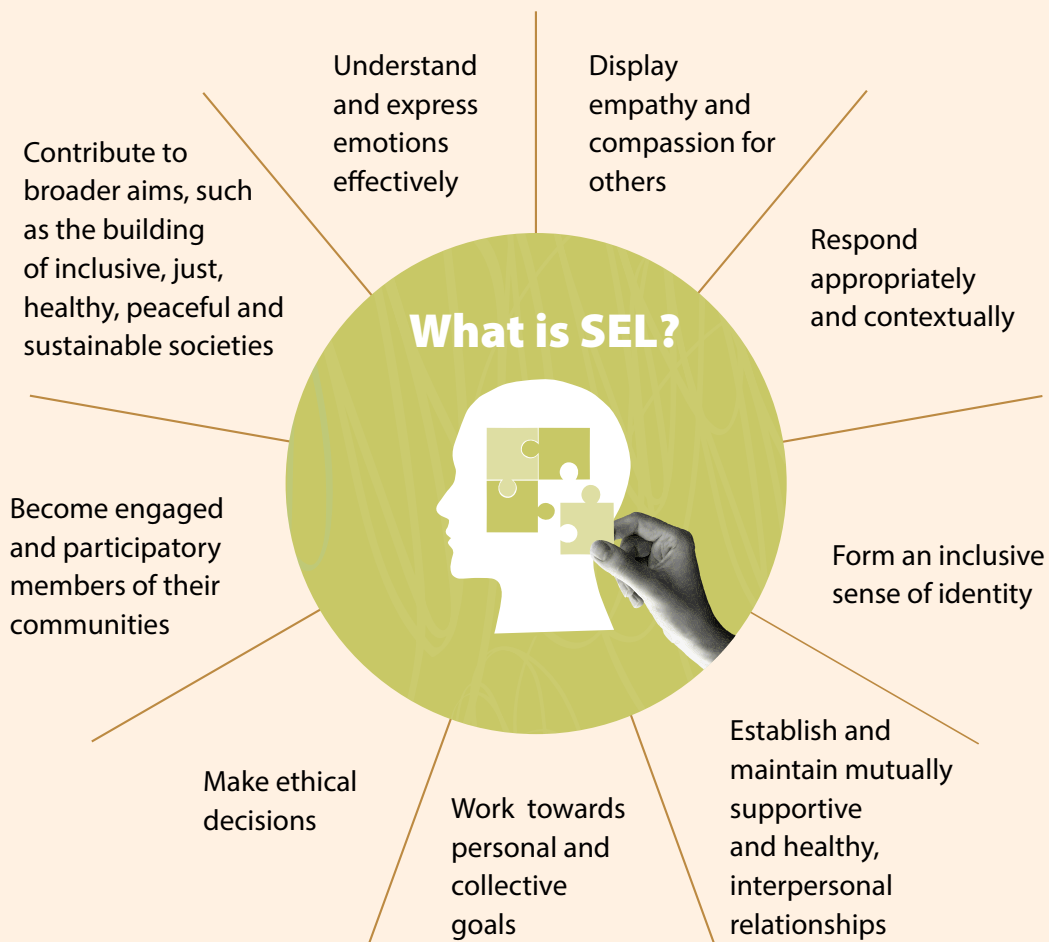 What is SEL?
Understand
and express
emotions
effectively
Display
empathy and
compassion for
others
Respond
appropriately
and contextually
Form an inclusive
sense of identity
Establish and
maintain mutually
supportive
and healthy,
interpersonal
relationships
Work towards
personal and
collective
goals
Make ethical
decisions
Become engaged
and participatory
members of their
communities
Contribute to
broader aims, such
as the building
of inclusive, just,
healthy, peaceful and
sustainable societies